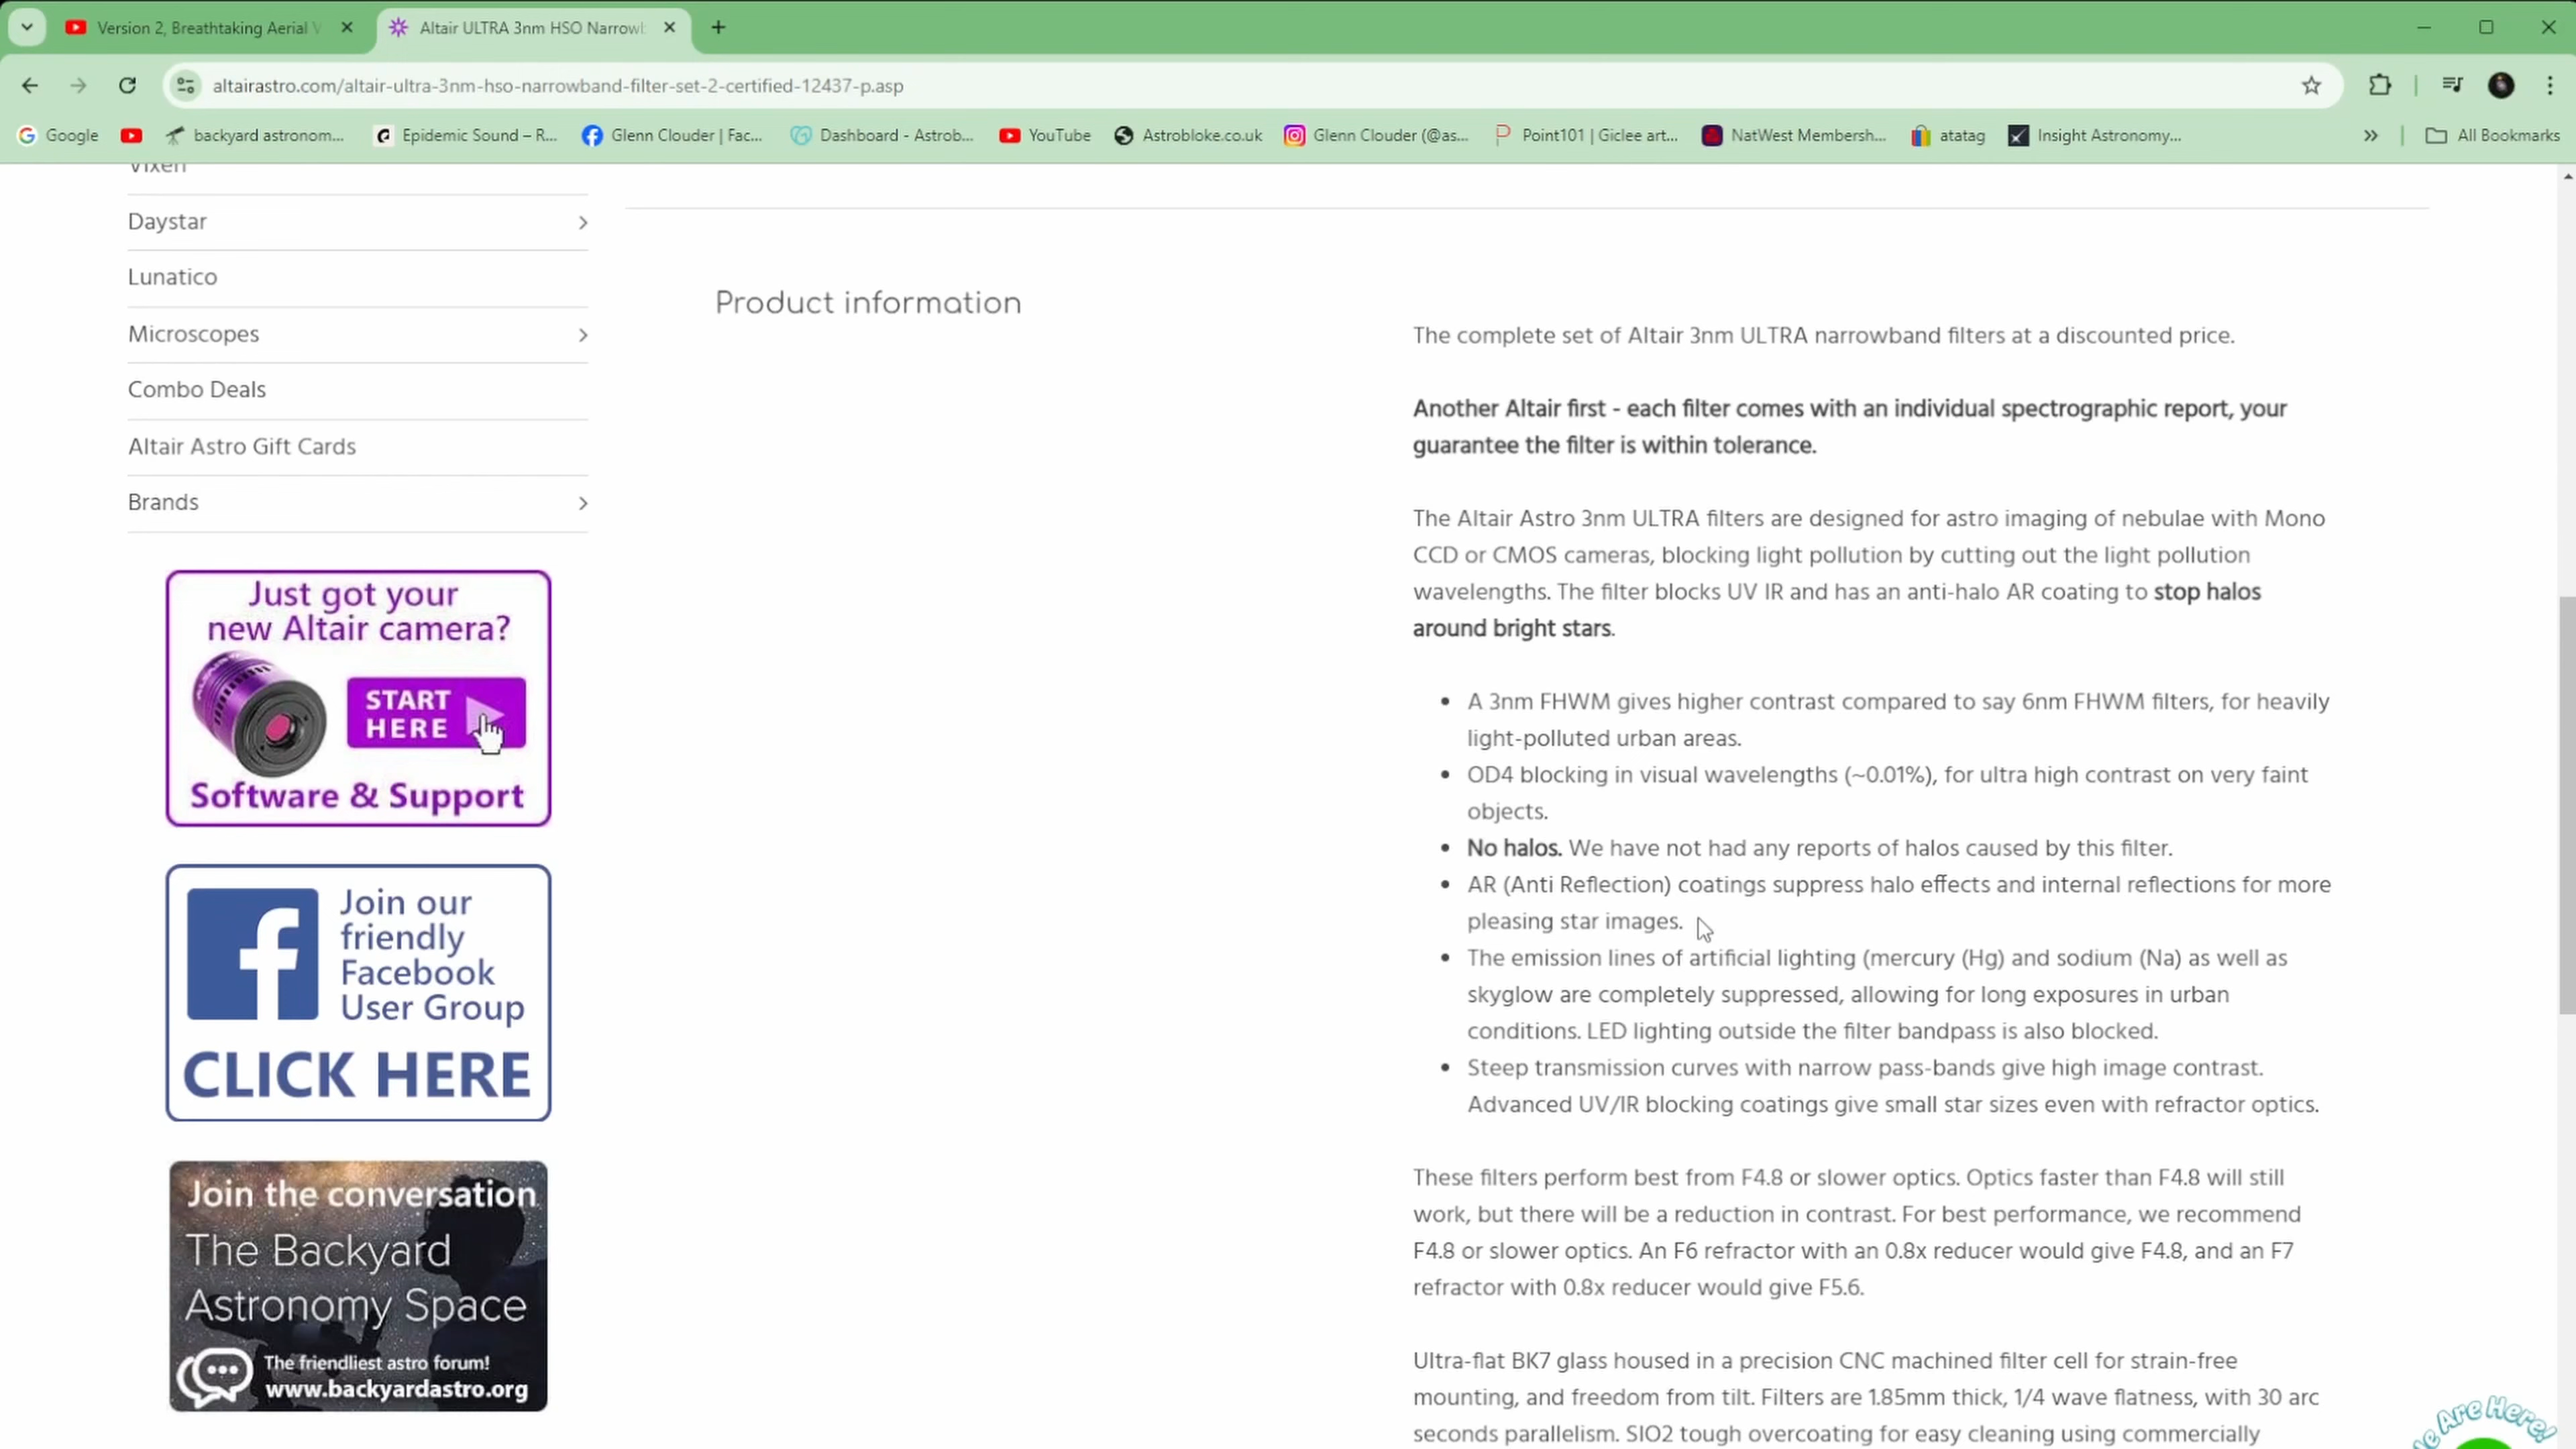 Version 2, Breathtaking Aerial V
Altair ULTRA 3nm HSO Narrow
altairastro.com/altair-ultra-3nm-hso-narrowband-filter-set-2-certified-12437-p.asp
Google
backyard astronom...
Epidemic Sound – R...
Glenn Clouder | Fac...
Dashboard - Astrob...
YouTube
Astrobloke.co.uk
Glenn Clouder (@as...
Point101 | Giclee art...
NatWest Membersh...
atatag
Insight Astronomy...
All Bookmarks
Vixen
Daystar
Lunatico
Microscopes
Combo Deals
Altair Astro Gift Cards
Brands
Just got your
new Altair camera?
START
HERE
Software & Support
Join our
friendly
Facebook
User Group
CLICK HERE
Join the conversation
The Backyard
Astronomy Space
The friendliest astro forum!
www.backyardastro.org
Product information
The complete set of Altair 3nm ULTRA narrowband filters at a discounted price.
Another Altair first - each filter comes with an individual spectrographic report, your
guarantee the filter is within tolerance.
The Altair Astro 3nm ULTRA filters are designed for astro imaging of nebulae with Mono
CCD or CMOS cameras, blocking light pollution by cutting out the light pollution
wavelengths. The filter blocks UV IR and has an anti-halo AR coating to stop halos
around bright stars.
• A 3nm FHWM gives higher contrast compared to say 6nm FHWM filters, for heavily
light-polluted urban areas.
• OD4 blocking in visual wavelengths (~0.01%), for ultra high contrast on very faint
objects.
• No halos. We have not had any reports of halos caused by this filter.
• AR (Anti Reflection) coatings suppress halo effects and internal reflections for more
pleasing star images.
• The emission lines of artificial lighting (mercury (Hg) and sodium (Na) as well as
skyglow are completely suppressed, allowing for long exposures in urban
conditions. LED lighting outside the filter bandpass is also blocked.
• Steep transmission curves with narrow pass-bands give high image contrast.
Advanced UV/IR blocking coatings give small star sizes even with refractor optics.
These filters perform best from F4.8 or slower optics. Optics faster than F4.8 will still
work, but there will be a reduction in contrast. For best performance, we recommend
F4.8 or slower optics. An F6 refractor with an 0.8x reducer would give F4.8, and an F7
refractor with 0.8x reducer would give F5.6.
Ultra-flat BK7 glass housed in a precision CNC machined filter cell for strain-free
mounting, and freedom from tilt. Filters are 1.85mm thick, 1/4 wave flatness, with 30 arc
seconds parallelism. SIO2 tough overcoating for easy cleaning using commercially
Are Here!